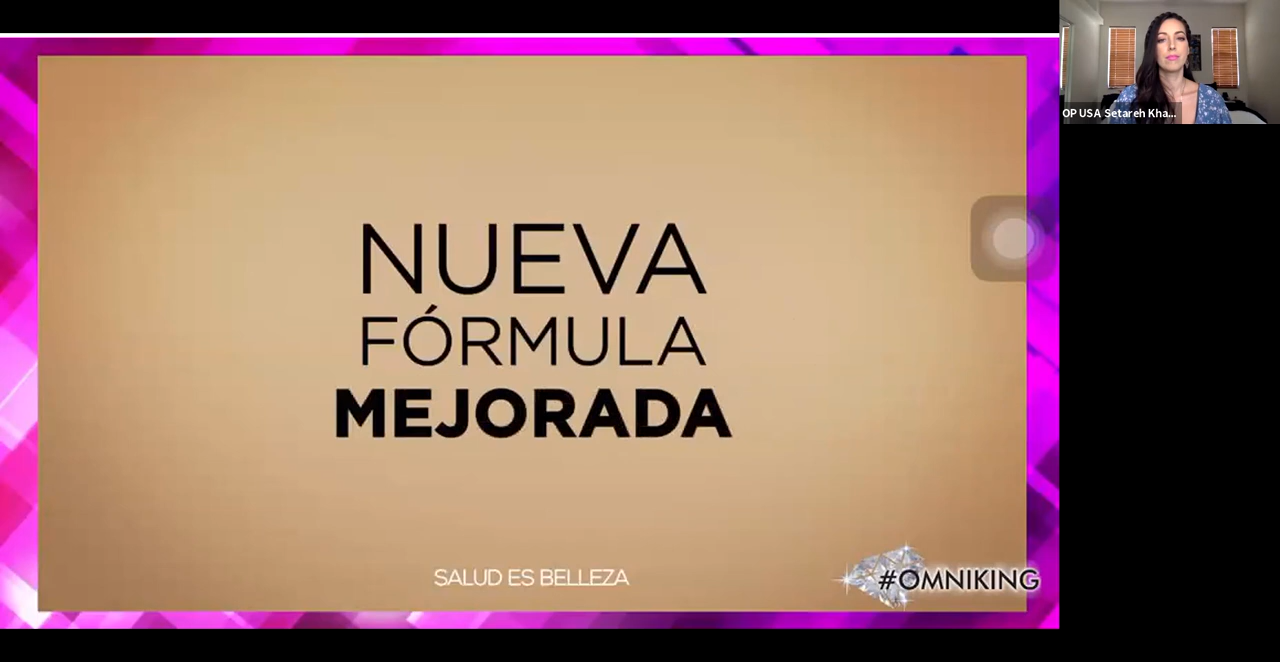 NUEVA
FÓRMULA
MEJORADA
SALUD ES BELLEZA
#OMNIKING
OP USA Setareh Kha...